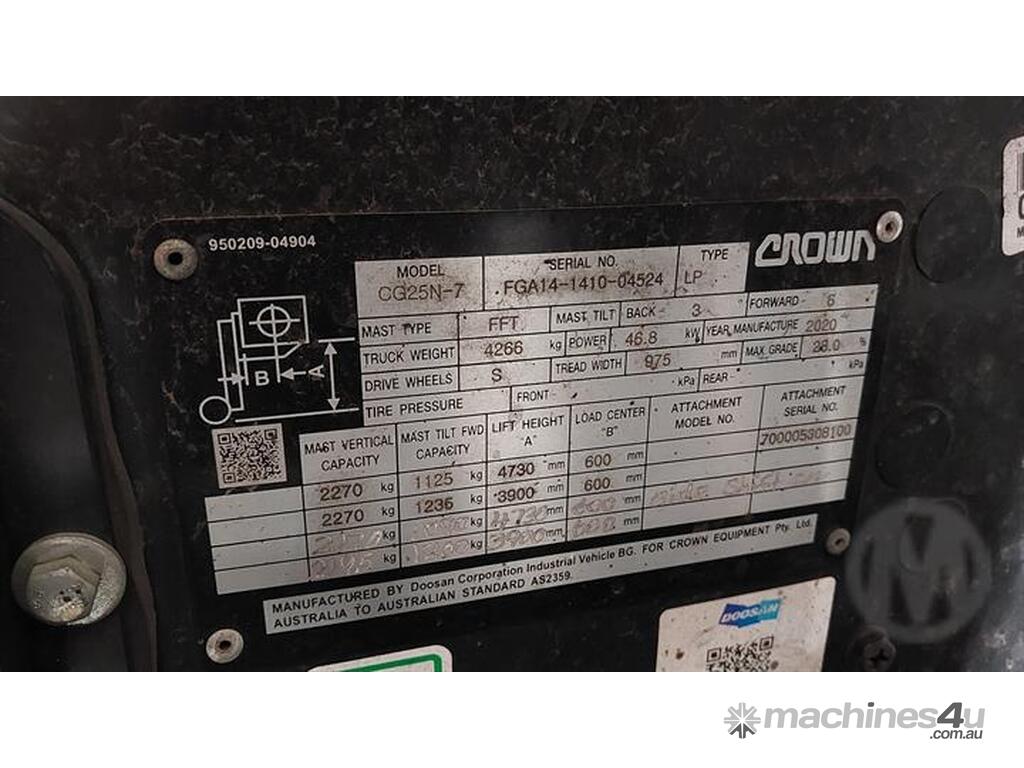 950209-04904
CROWN
MODEL CG25N-7
SERIAL NO. FGA14-1410-04524
TYPE LP
MAST TYPE FFT MAST TILT BACK 3 FORWARD 6
TRUCK WEIGHT 4266 kg POWER 46.8 kW YEAR MANUFACTURE 2020
DRIVE WHEELS S TREAD WIDTH 975 mm MAX. GRADE 28.0 %
TIRE PRESSURE FRONT kPa REAR kPa
B A
MAST VERTICAL CAPACITY
MAST TILT FWD CAPACITY
LIFT HEIGHT "A"
LOAD CENTER "B"
ATTACHMENT MODEL NO.
ATTACHMENT SERIAL NO.
2270 kg 1125 kg 4730 mm 600 mm 700005308100
2270 kg 1236 kg 3900 mm 600 mm
kg kg 4730 mm 600 mm
kg kg 3900 mm 600 mm
MANUFACTURED BY Doosan Corporation Industrial Vehicle BG. FOR CROWN EQUIPMENT Pty. Ltd.
AUSTRALIA TO AUSTRALIAN STANDARD AS2359.
DOOSAN
M
machines4u
.com.au